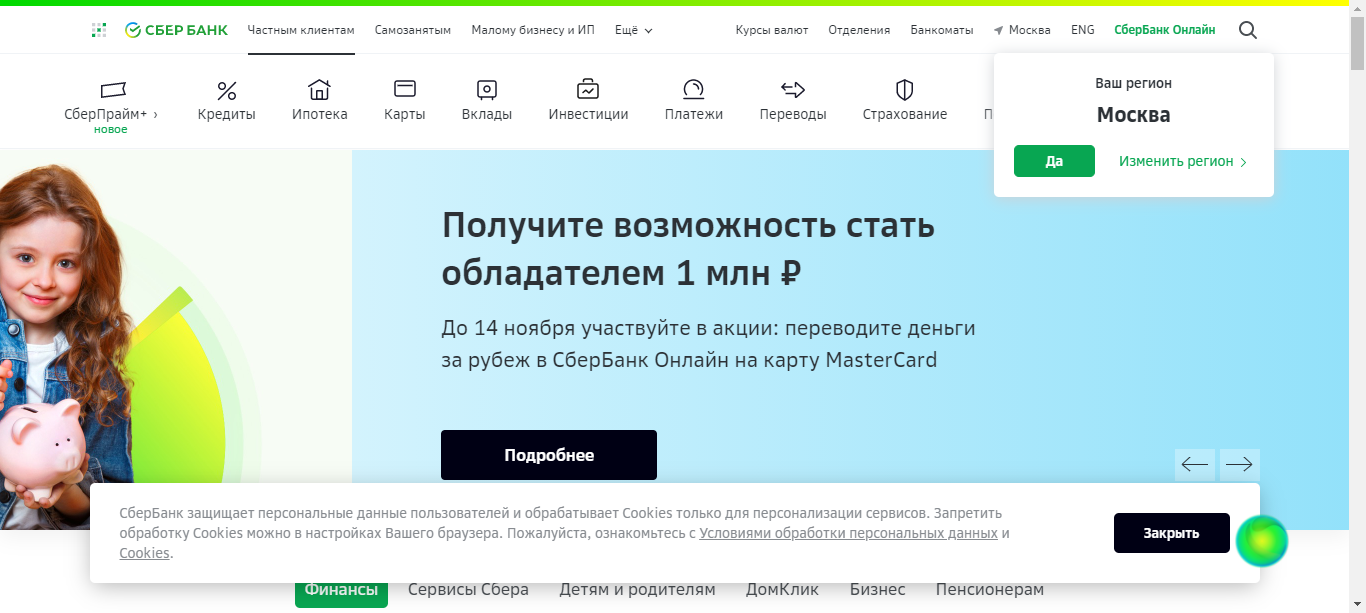 СБЕР БАНК
Частным клиентам
Самозанятым
Малому бизнесу и ИП
Ещё
Курсы валют
Отделения
Банкоматы
Москва
ENG
СберБанк Онлайн
СберПрайм+ ›
новое
Кредиты
Ипотека
Карты
Вклады
Инвестиции
Платежи
Переводы
Страхование
Ваш регион
Москва
Да
Изменить регион
Получите возможность стать
обладателем 1 млн ₽
До 14 ноября участвуйте в акции: переводите деньги
за рубеж в СберБанк Онлайн на карту MasterCard
Подробнее
СберБанк защищает персональные данные пользователей и обрабатывает Cookies только для персонализации сервисов. Запретить
обработку Cookies можно в настройках Вашего браузера. Пожалуйста, ознакомьтесь с Условиями обработки персональных данных и
Cookies.
Закрыть
Финансы
Сервисы Сбера
Детям и родителям
ДомКлик
Бизнес
Пенсионерам